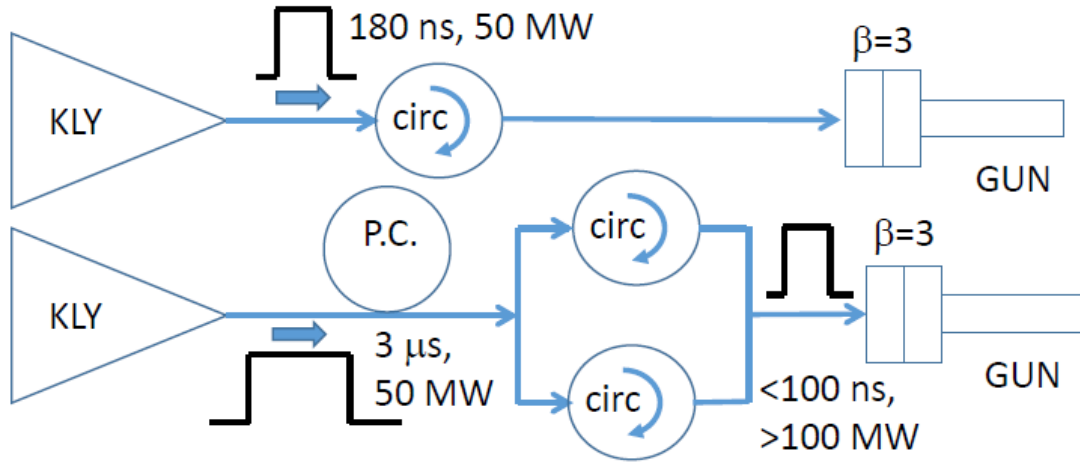 180 ns, 50 MW
β=3
KLY
circ
GUN
P.C.
circ
β=3
KLY
3 μs,
50 MW
circ
<100 ns,
>100 MW
GUN